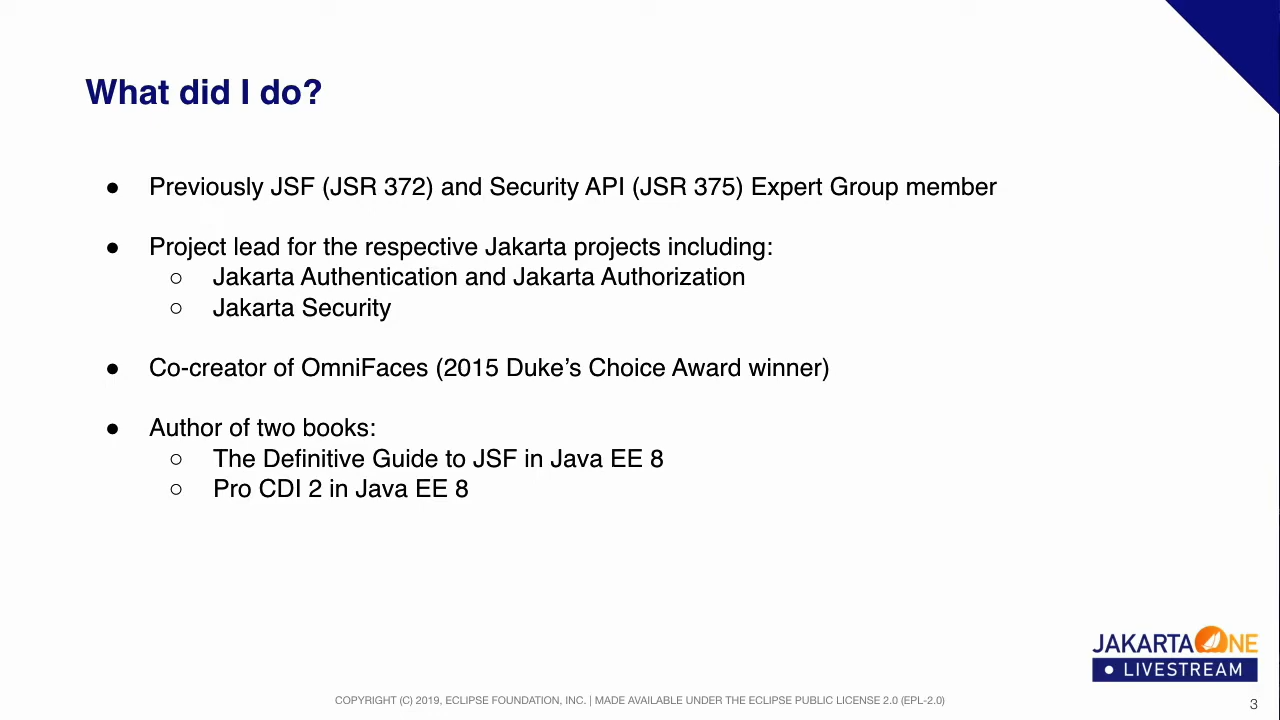 What did I do?
● Previously JSF (JSR 372) and Security API (JSR 375) Expert Group member
● Project lead for the respective Jakarta projects including:
○ Jakarta Authentication and Jakarta Authorization
○ Jakarta Security
● Co-creator of OmniFaces (2015 Duke’s Choice Award winner)
● Author of two books:
○ The Definitive Guide to JSF in Java EE 8
○ Pro CDI 2 in Java EE 8
JAKARTA ONE
● LIVESTREAM
COPYRIGHT (C) 2019, ECLIPSE FOUNDATION, INC. | MADE AVAILABLE UNDER THE ECLIPSE PUBLIC LICENSE 2.0 (EPL-2.0)
3